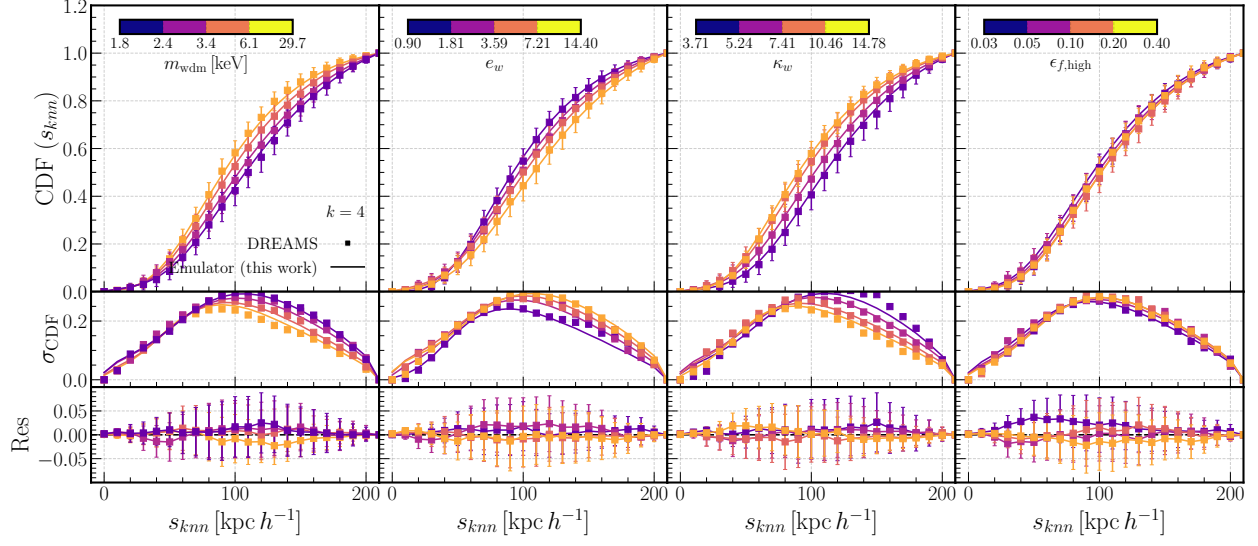 1.8 2.4 3.4 6.1 29.7
m_wdm [keV]
0.90 1.81 3.59 7.21 14.40
e_w
3.71 5.24 7.41 10.46 14.78
κ_w
0.03 0.05 0.10 0.20 0.40
ϵ_f,high
CDF (s_knn)
1.2
1.0
0.8
0.6
0.4
0.2
0.0
k = 4
DREAMS
Emulator (this work)
σ_CDF
0.2
0.0
Res
0.05
0.00
−0.05
0 100 200
0 100 200
0 100 200
0 100 200
s_knn [kpc h⁻¹]
s_knn [kpc h⁻¹]
s_knn [kpc h⁻¹]
s_knn [kpc h⁻¹]